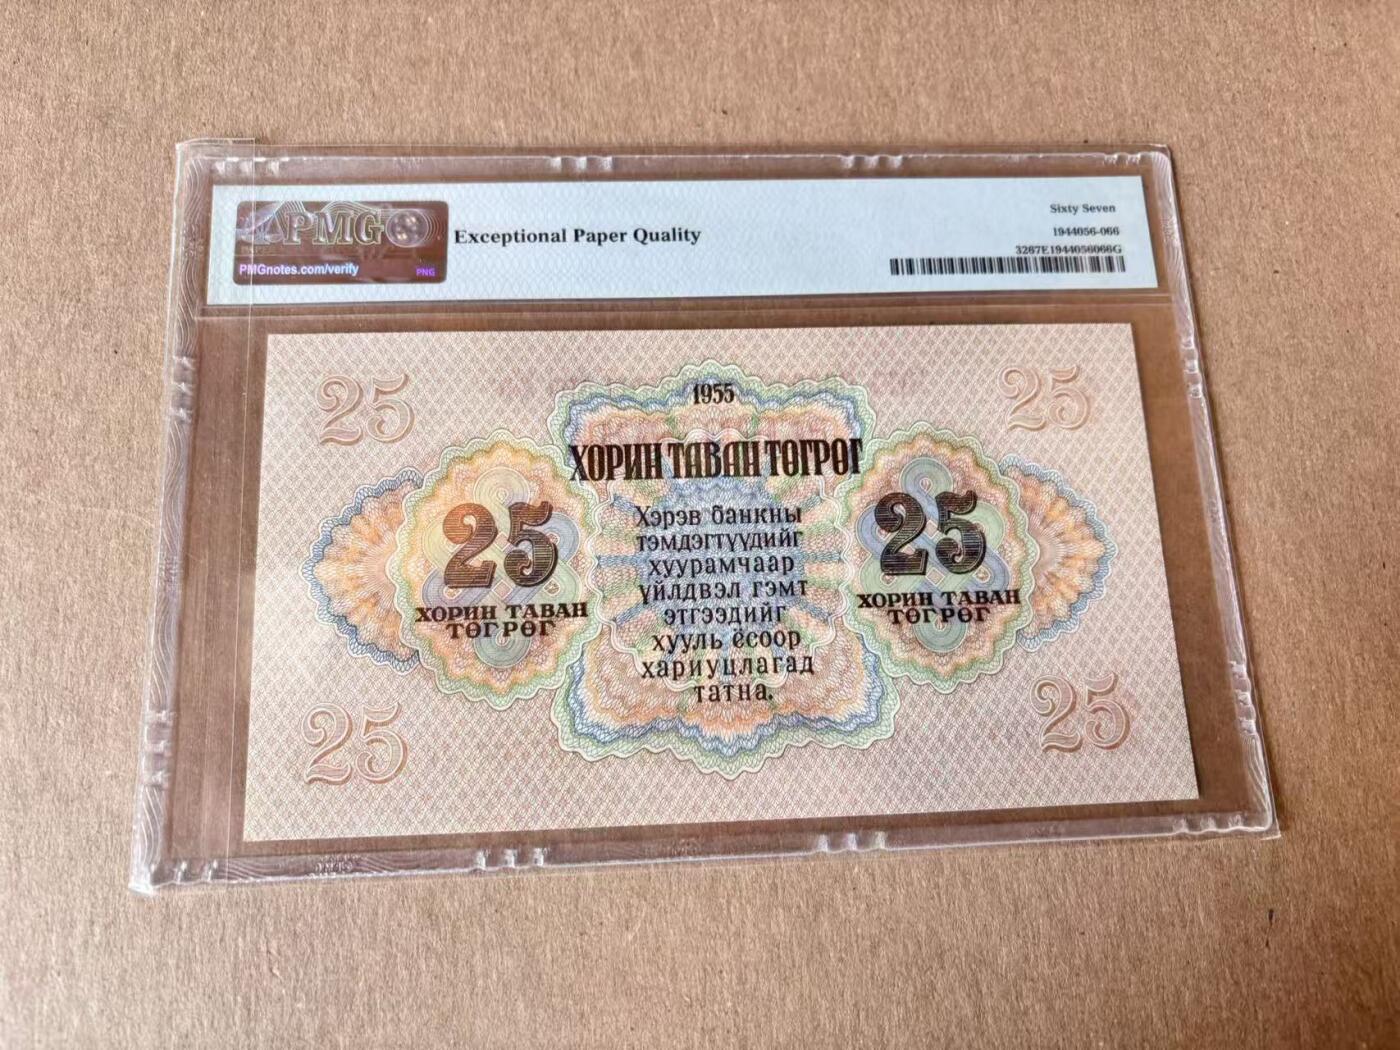 PMG
PMGnotes.com/verify
PNG
Exceptional Paper Quality
Sixty Seven
1944056-066
3267E1944056066G
25
25
1955
ХОРИН ТАВАН ТӨГРӨГ
25
ХОРИН ТАВАН
ТӨГРӨГ
Хэрэв банкны
тэмдэгтүүдийг
хуурамчаар
үйлдвэл гэмт
этгээдийг
хууль ёсоор
хариуцлагад
татна.
25
ХОРИН ТАВАН
ТӨГРӨГ
25
25